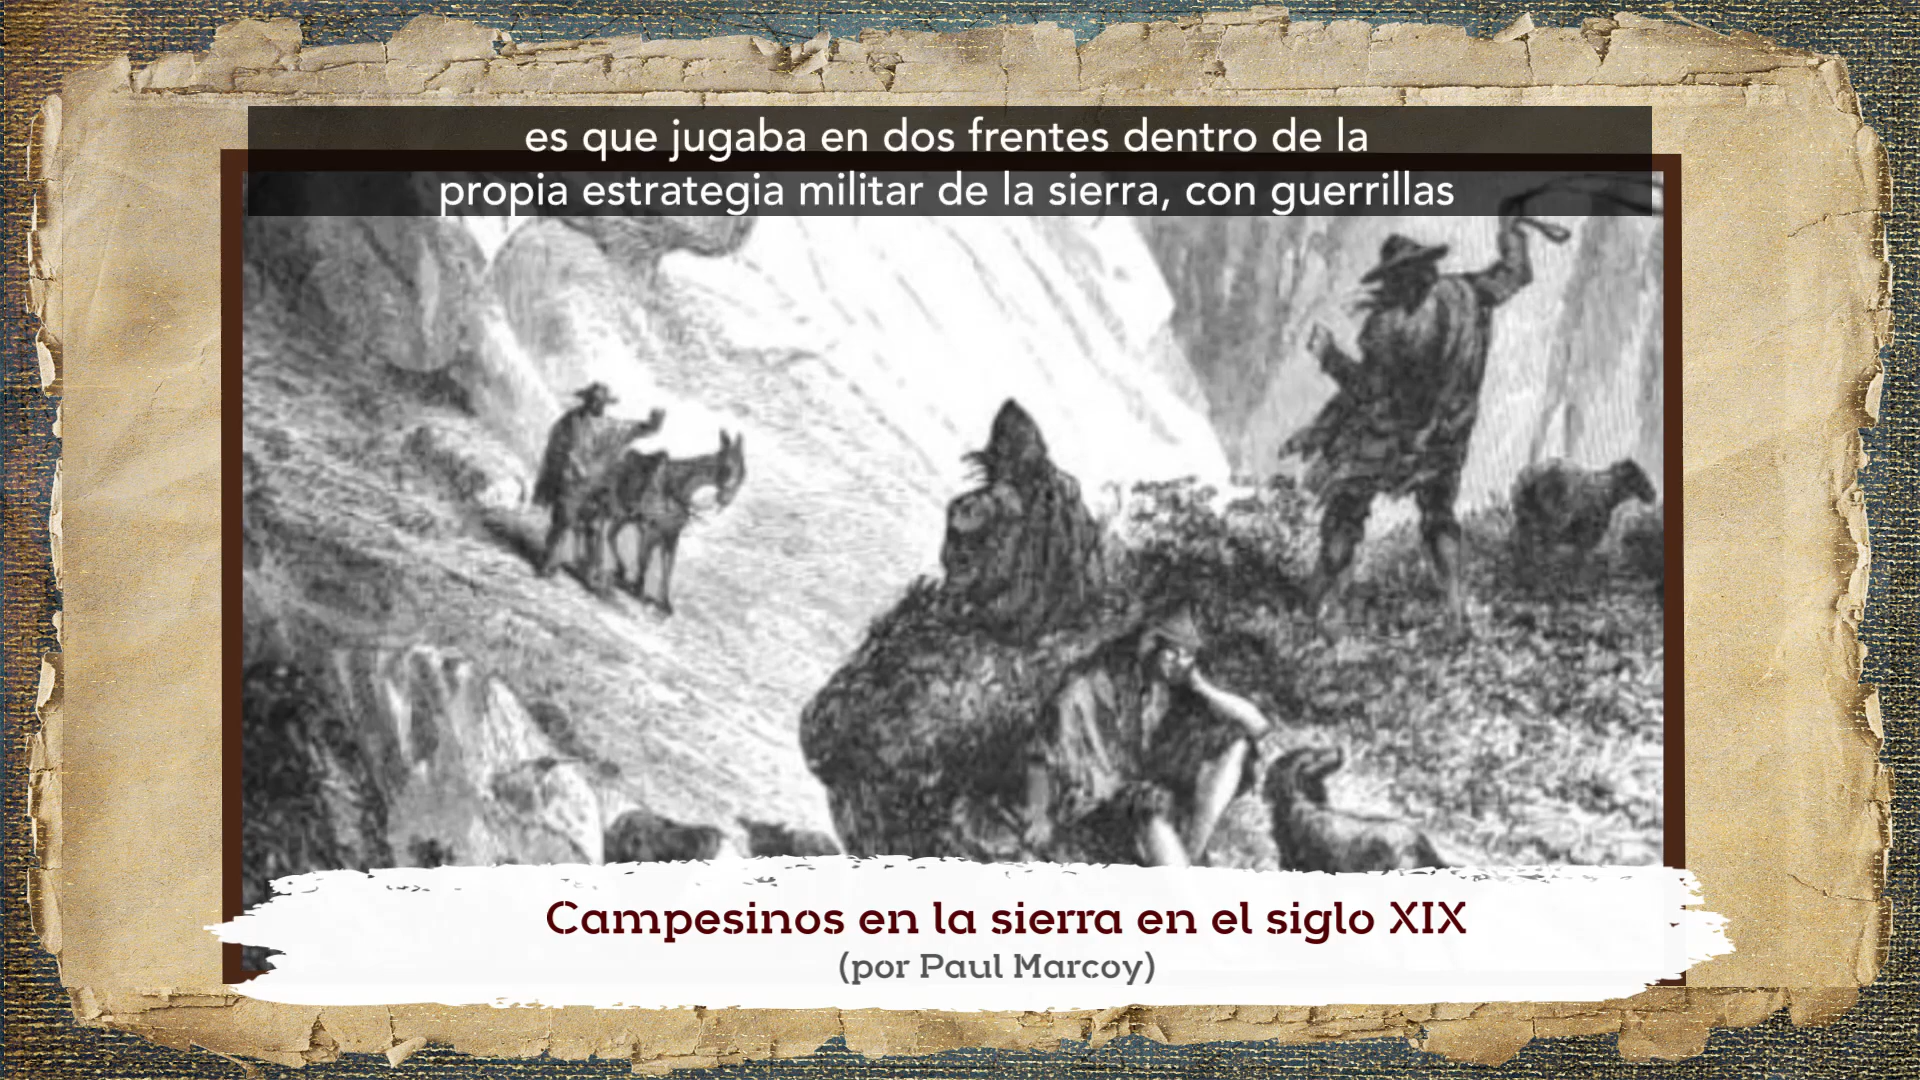 es que jugaba en dos frentes dentro de la
propia estrategia militar de la sierra, con guerrillas
Campesinos en la sierra en el siglo XIX
(por Paul Marcoy)